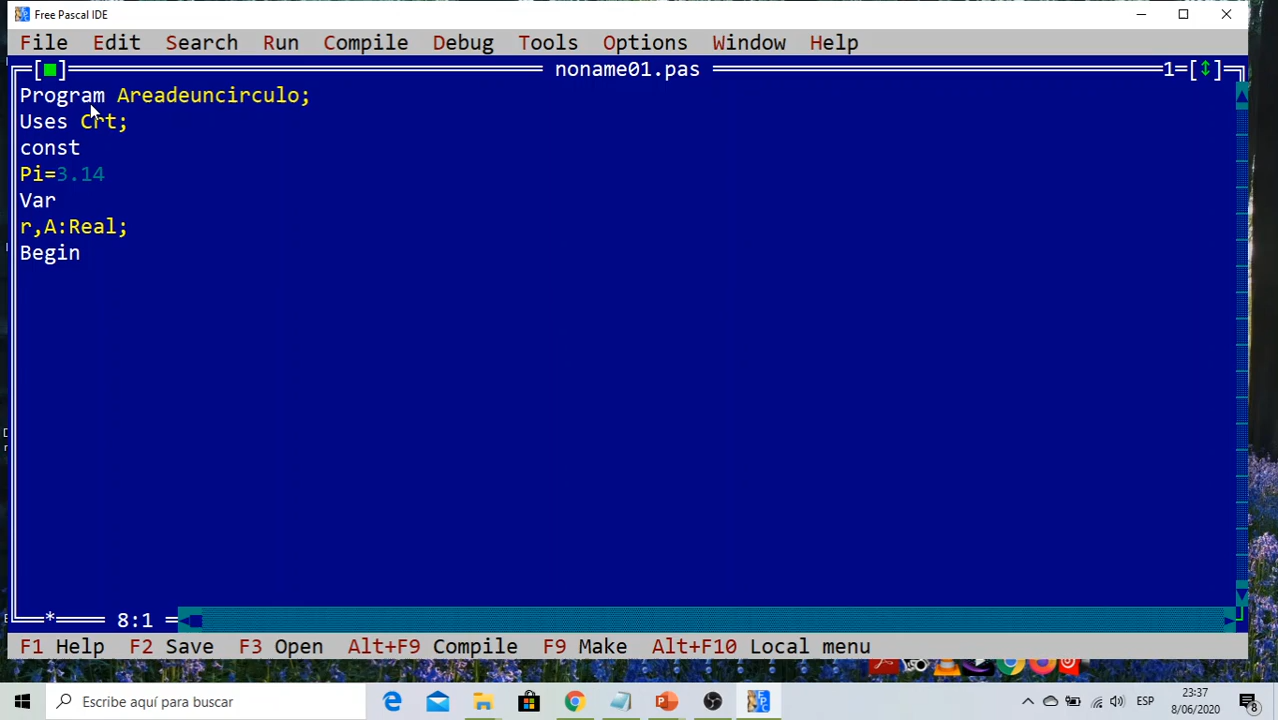 Free Pascal IDE
File Edit Search Run Compile Debug Tools Options Window Help
noname01.pas 1
Program Areadeuncirculo;
Uses Crt;
const
Pi=3.14
Var
r,A:Real;
Begin
* 8:1
F1 Help F2 Save F3 Open Alt+F9 Compile F9 Make Alt+F10 Local menu
Escribe aquí para buscar
ESP
23:37
8/06/2020
8